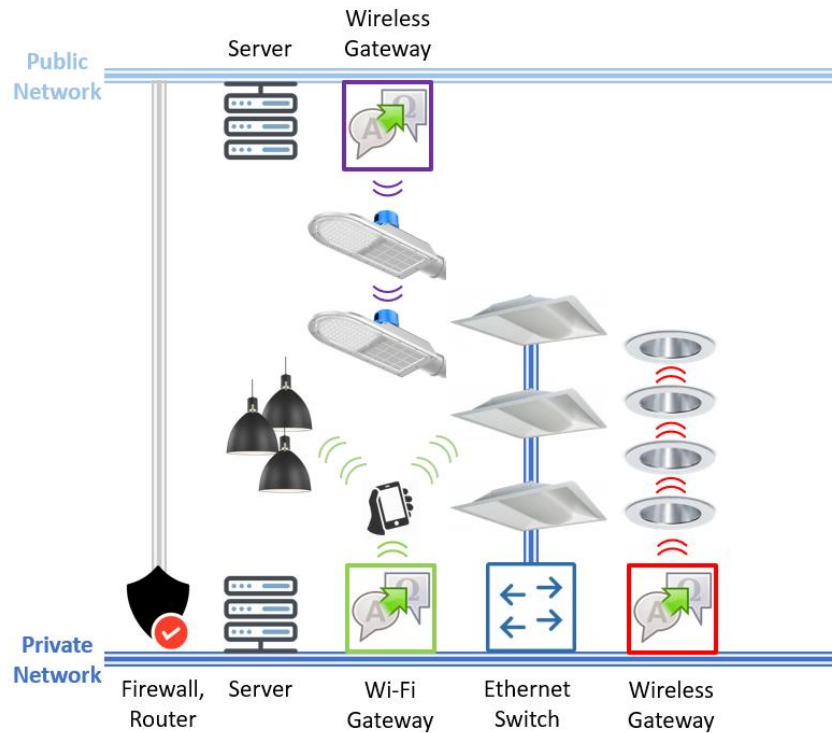 Wireless
Gateway
Server
Public
Network
A
Ω
A
Ω
A
Ω
Private
Network
Firewall,
Router
Server
Wi-Fi
Gateway
Ethernet
Switch
Wireless
Gateway